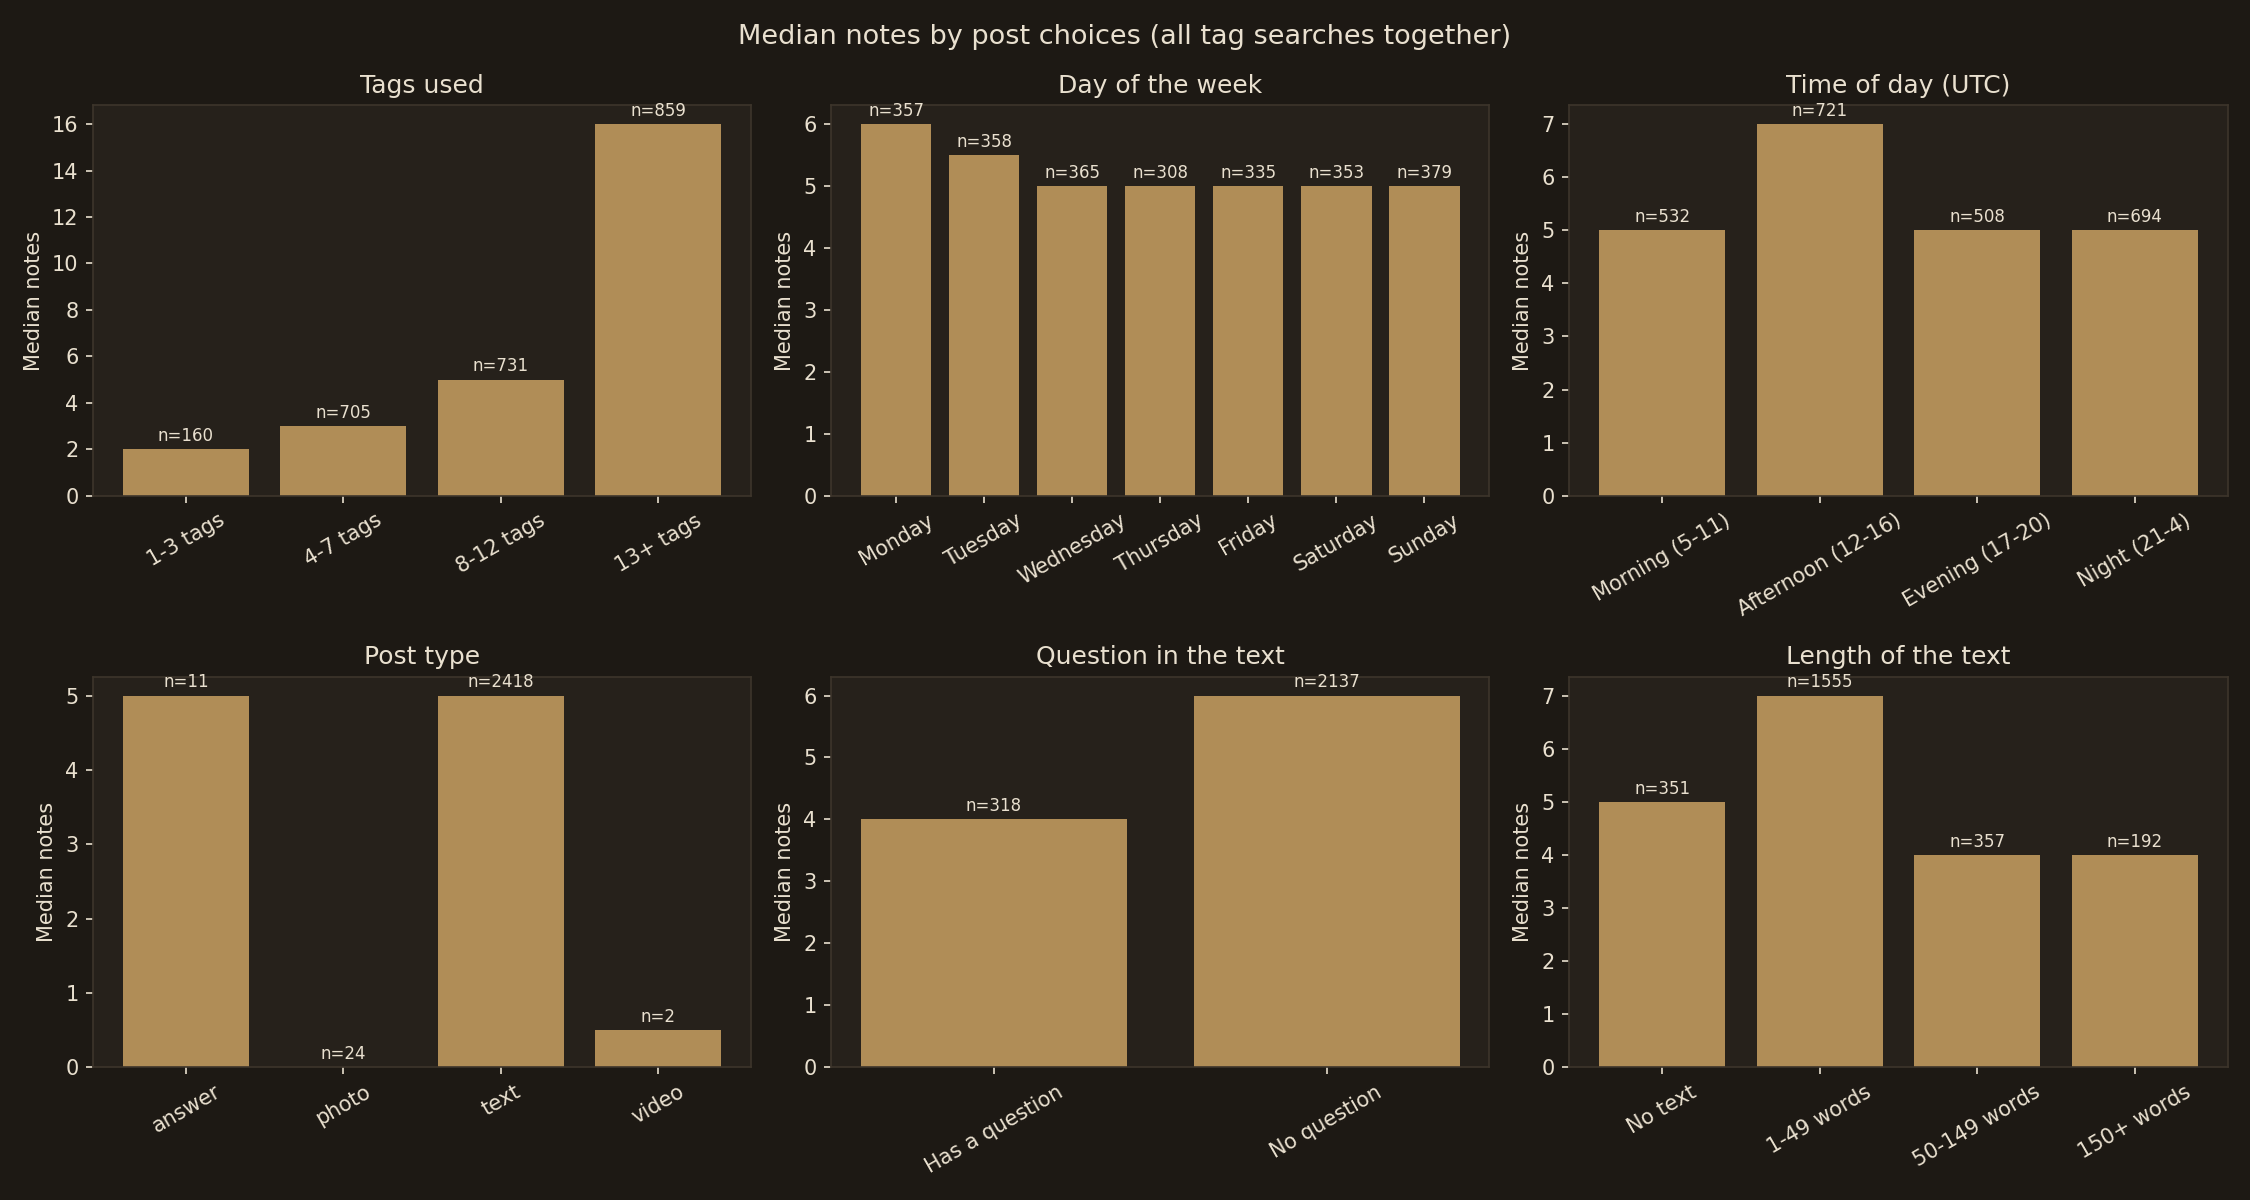 Median notes by post choices (all tag searches together)
Tags used
Median notes
16
14
12
10
8
6
4
2
0
n=160
n=705
n=731
n=859
1-3 tags
4-7 tags
8-12 tags
13+ tags
Day of the week
Median notes
6
5
4
3
2
1
0
n=357
n=358
n=365
n=308
n=335
n=353
n=379
Monday
Tuesday
Wednesday
Thursday
Friday
Saturday
Sunday
Time of day (UTC)
Median notes
7
6
5
4
3
2
1
0
n=532
n=721
n=508
n=694
Morning (5-11)
Afternoon (12-16)
Evening (17-20)
Night (21-4)
Post type
Median notes
5
4
3
2
1
0
n=11
n=24
n=2418
n=2
answer
photo
text
video
Question in the text
Median notes
6
5
4
3
2
1
0
n=318
n=2137
Has a question
No question
Length of the text
Median notes
7
6
5
4
3
2
1
0
n=351
n=1555
n=357
n=192
No text
1-49 words
50-149 words
150+ words